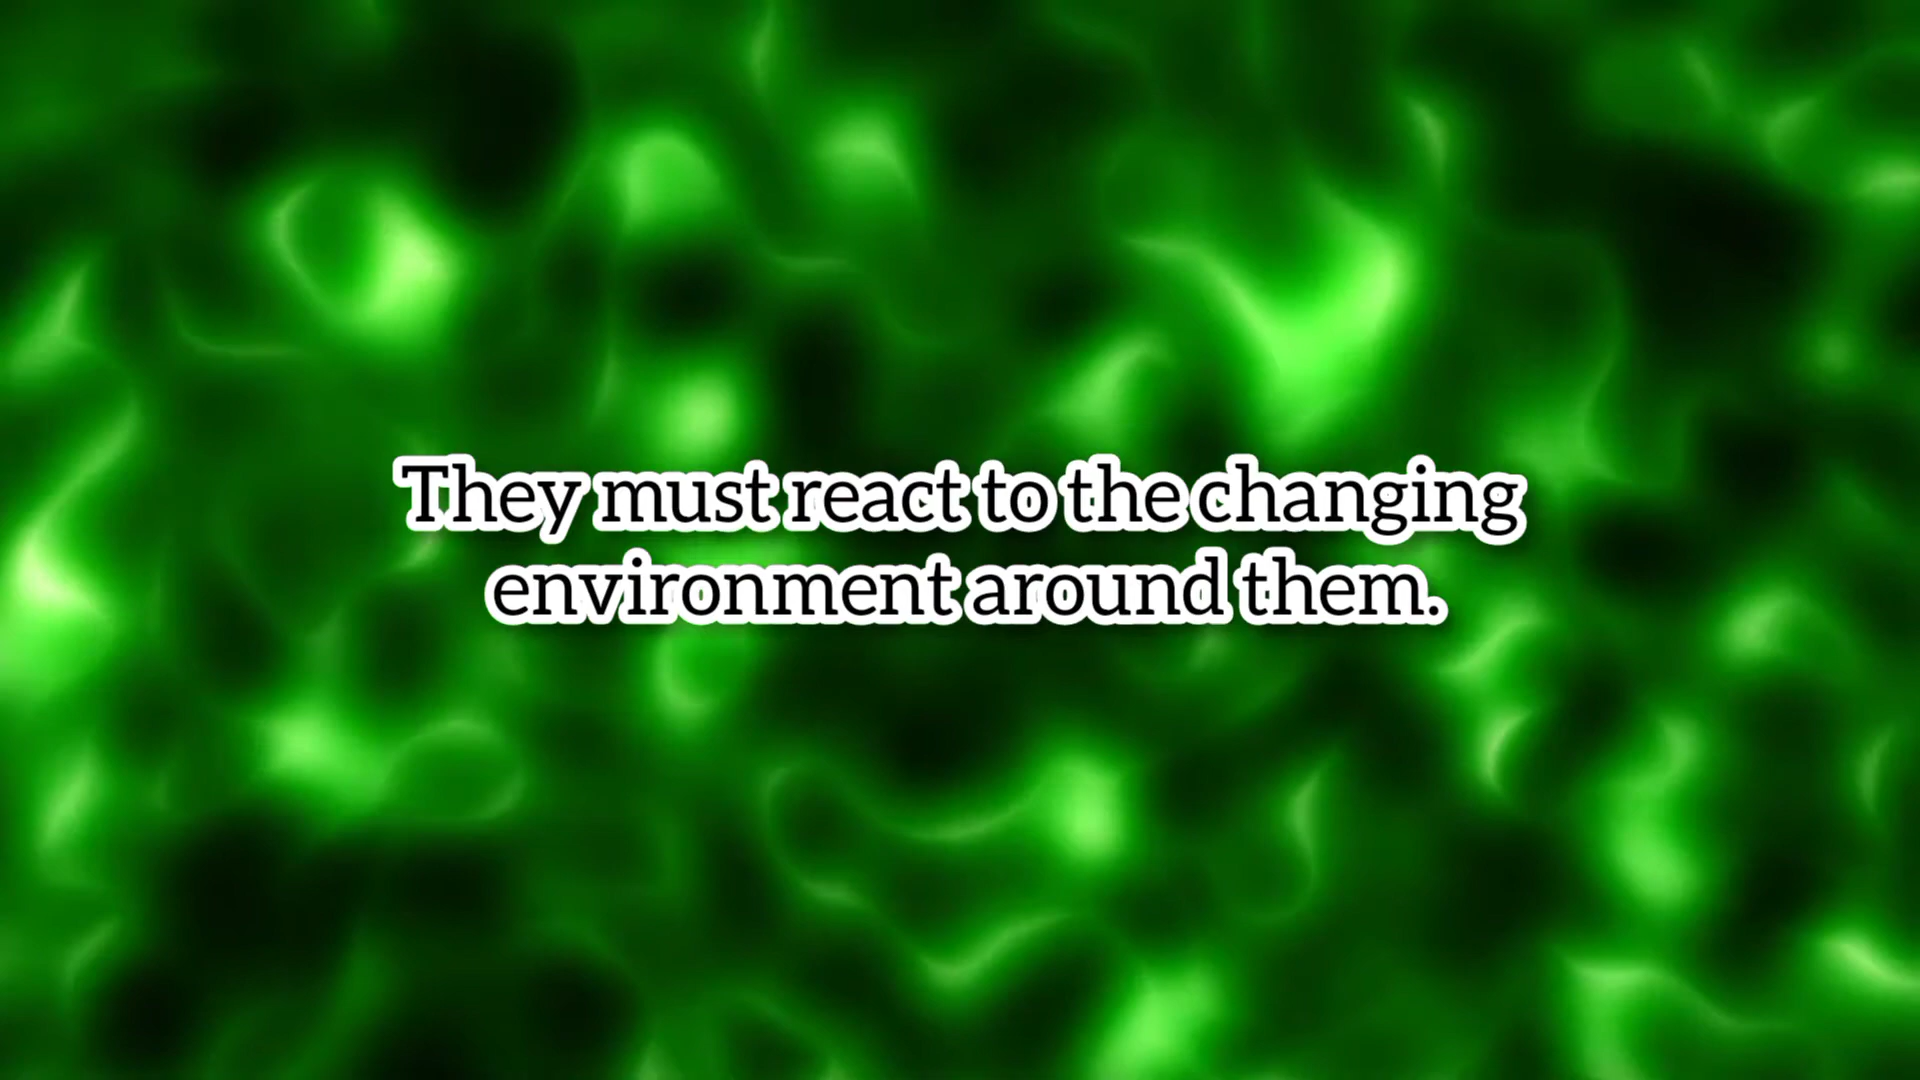 They must react to the changing
environment around them.